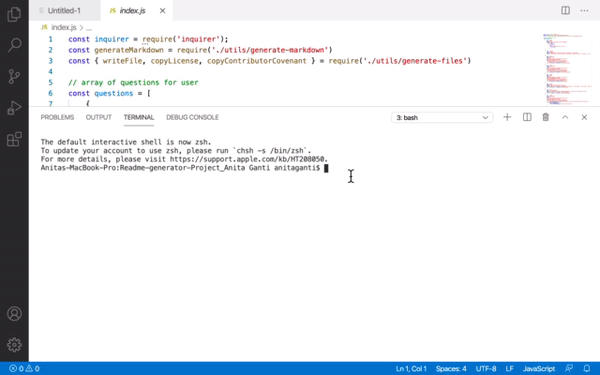 Untitled-1
index.js
index.js > ...
1 const inquirer = require('inquirer');
2 const generateMarkdown = require('./utils/generate-markdown')
3 const { writeFile, copyLicense, copyContributorCovenant } = require('./utils/generate-files')
4
5 // array of questions for user
6 const questions = [
7 {
PROBLEMS OUTPUT TERMINAL DEBUG CONSOLE 3: bash
The default interactive shell is now zsh.
To update your account to use zsh, please run `chsh -s /bin/zsh`.
For more details, please visit https://support.apple.com/kb/HT208050.
Anitas-MacBook-Pro:Readme-generator-Project_Anita Ganti anitaganti$
0 0 Ln 1, Col 1 Spaces: 4 UTF-8 LF JavaScript